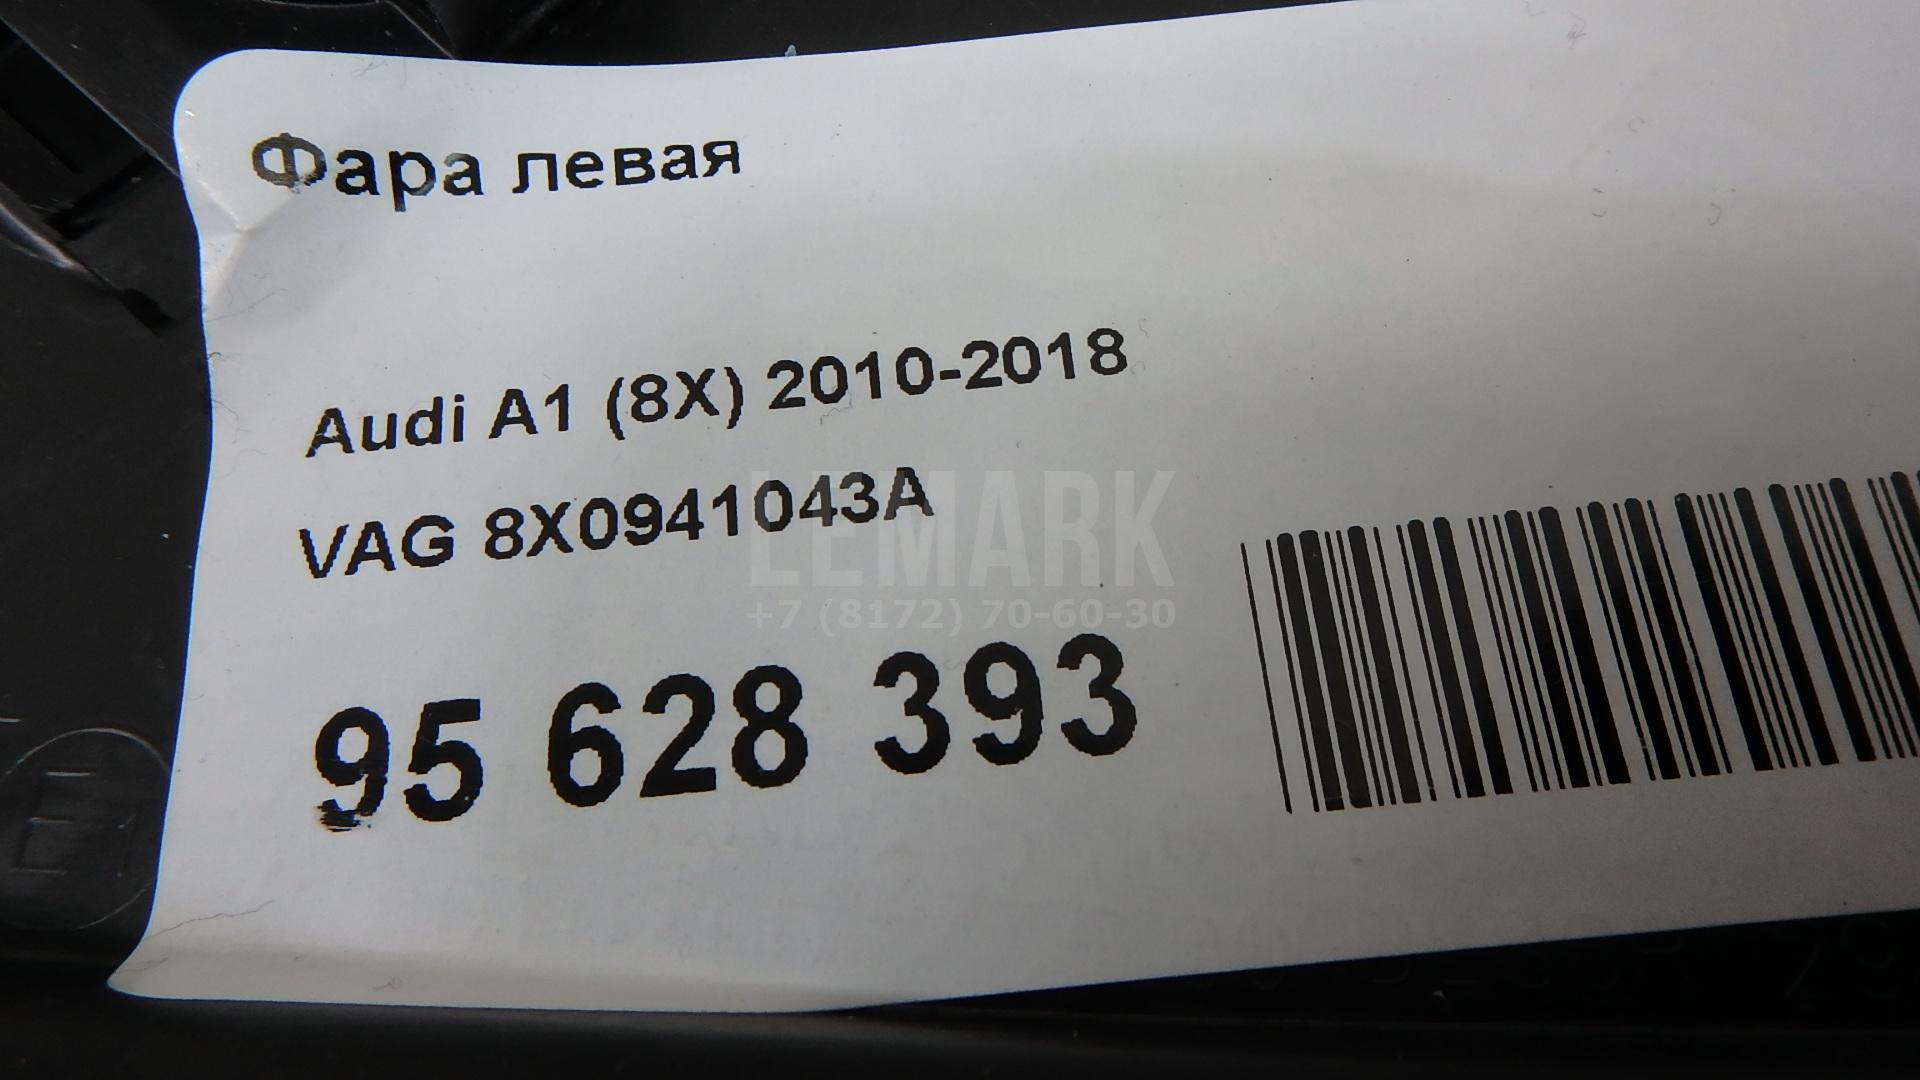 Фара левая
Audi A1 (8X) 2010-2018
VAG 8X0941043A
LEMARK
+7 (8172) 70-60-30
95 628 393